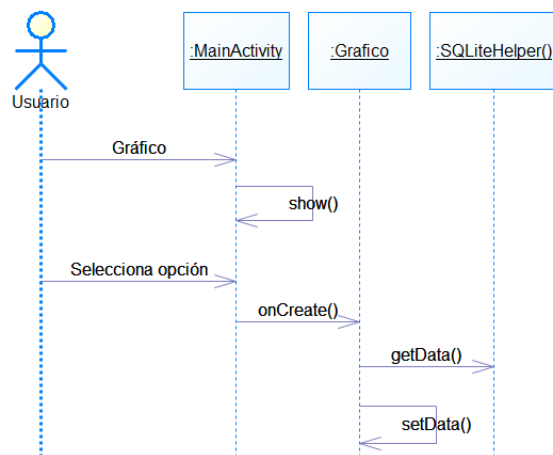 :MainActivity
:Grafico
:SQLiteHelper()
Usuario
Gráfico
show()
Selecciona opción
onCreate()
getData()
setData()